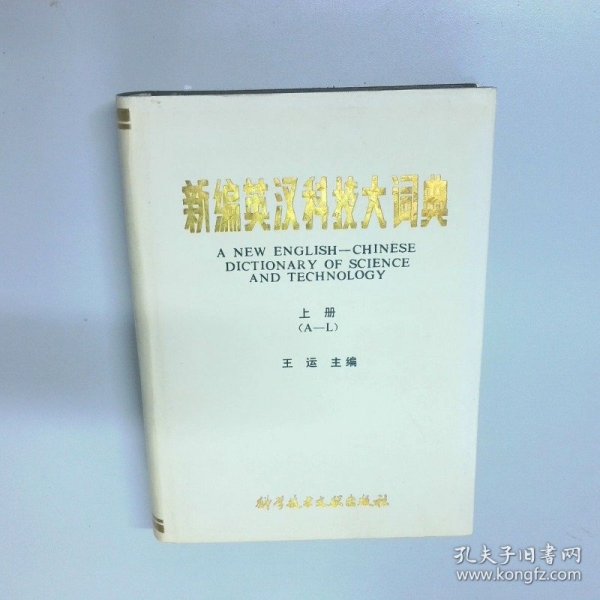 新编英汉科技大词典
A NEW ENGLISH—CHINESE
DICTIONARY OF SCIENCE
AND TECHNOLOGY
上册
(A—L)
王运 主编
科学技术文献出版社
孔夫子旧书网
www.kongfz.com